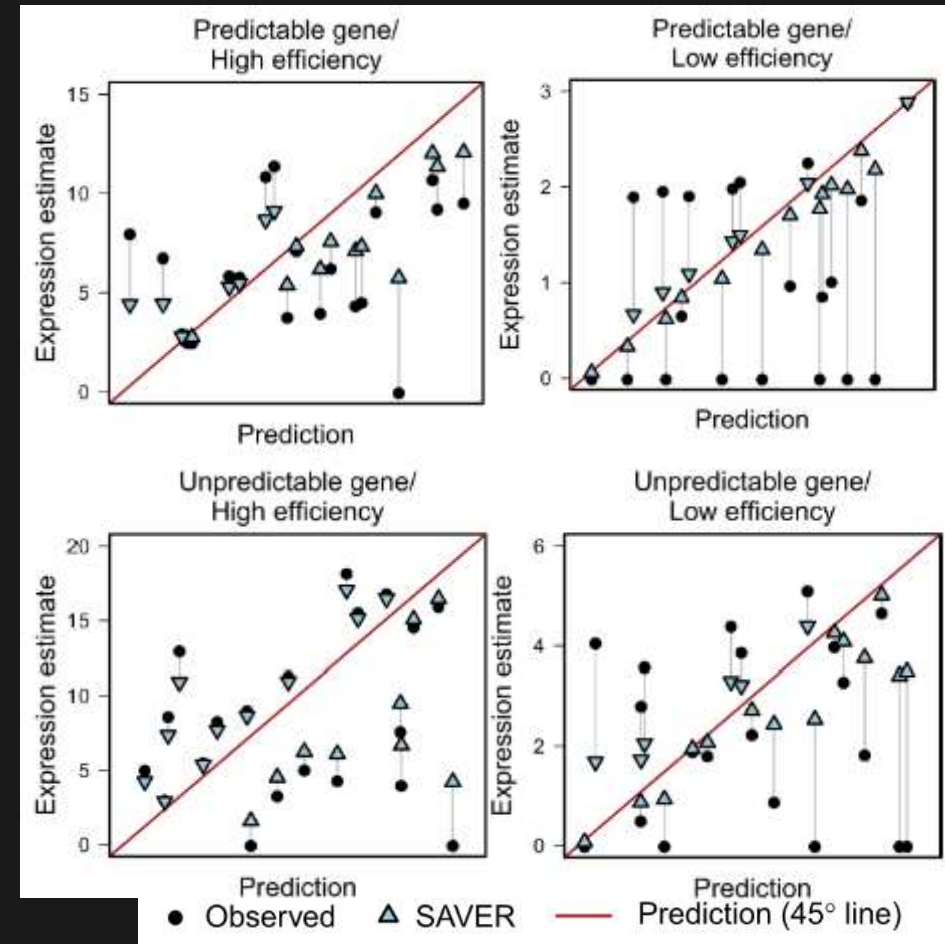 Predictable gene/
High efficiency
15
10
5
0
Expression estimate
Prediction
Predictable gene/
Low efficiency
3
2
1
0
Expression estimate
Prediction
Unpredictable gene/
High efficiency
20
15
10
5
0
Expression estimate
Prediction
Unpredictable gene/
Low efficiency
6
4
2
0
Expression estimate
Prediction
Observed SAVER Prediction (45° line)